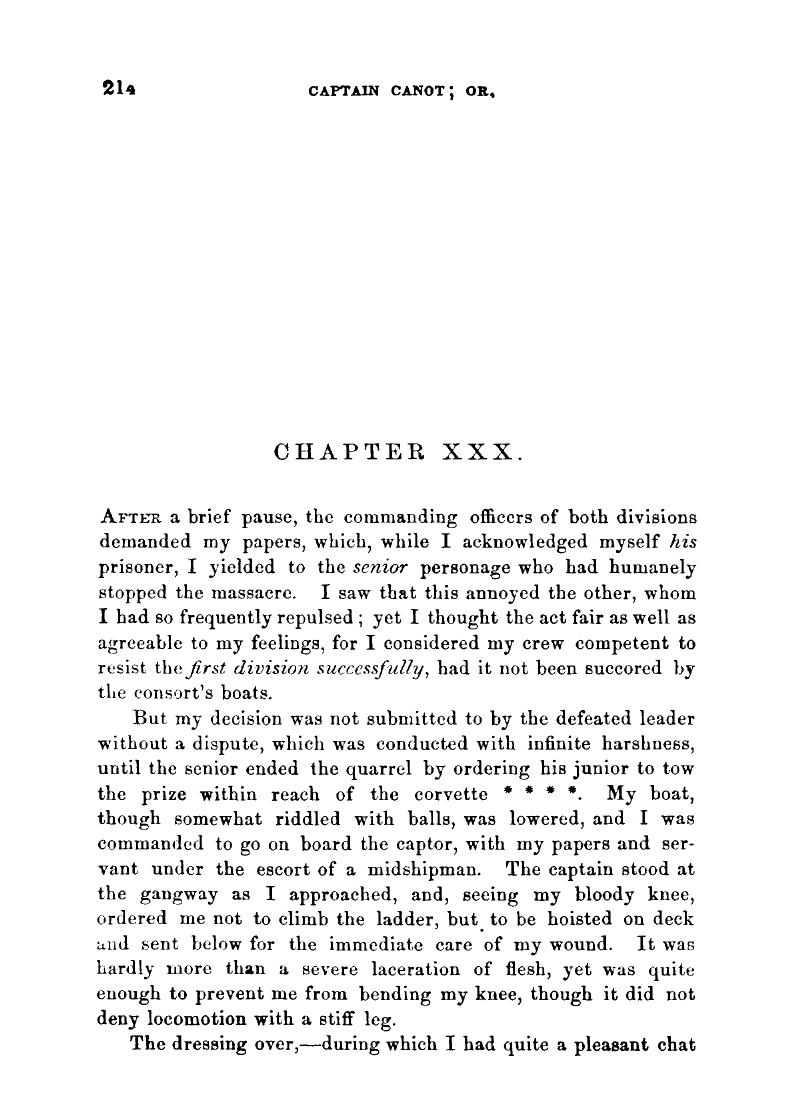 214 CAPTAIN CANOT; OR,
CHAPTER XXX.
AFTER a brief pause, the commanding officers of both divisions
demanded my papers, which, while I acknowledged myself his
prisoner, I yielded to the senior personage who had humanely
stopped the massacre. I saw that this annoyed the other, whom
I had so frequently repulsed; yet I thought the act fair as well as
agreeable to my feelings, for I considered my crew competent to
resist the first division successfully, had it not been succored by
the consort's boats.
But my decision was not submitted to by the defeated leader
without a dispute, which was conducted with infinite harshness,
until the senior ended the quarrel by ordering his junior to tow
the prize within reach of the corvette * * * *. My boat,
though somewhat riddled with balls, was lowered, and I was
commanded to go on board the captor, with my papers and ser-
vant under the escort of a midshipman. The captain stood at
the gangway as I approached, and, seeing my bloody knee,
ordered me not to climb the ladder, but to be hoisted on deck
and sent below for the immediate care of my wound. It was
hardly more than a severe laceration of flesh, yet was quite
enough to prevent me from bending my knee, though it did not
deny locomotion with a stiff leg.
The dressing over,—during which I had quite a pleasant chat